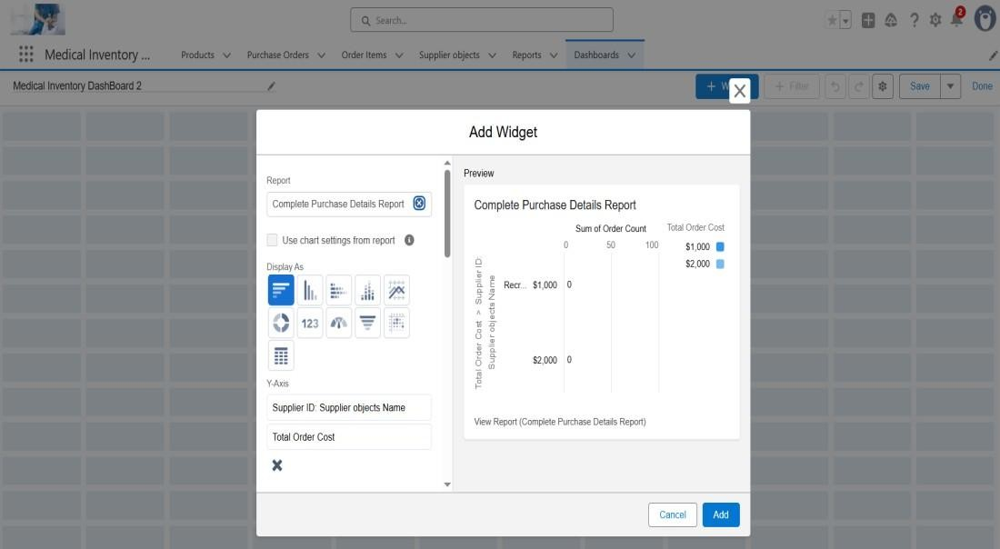 Search...
2
Medical Inventory ...
Products
Purchase Orders
Order Items
Supplier objects
Reports
Dashboards
Medical Inventory DashBoard 2
+ W
+ Filter
Save
Done
Add Widget
Report
Complete Purchase Details Report
Use chart settings from report
Display As
123
Y-Axis
Supplier ID: Supplier objects Name
Total Order Cost
Preview
Complete Purchase Details Report
Sum of Order Count
Total Order Cost
0 50 100
$1,000
$2,000
Total Order Cost > Supplier ID:
Supplier objects Name
Recr... $1,000 0
$2,000 0
View Report (Complete Purchase Details Report)
Cancel
Add